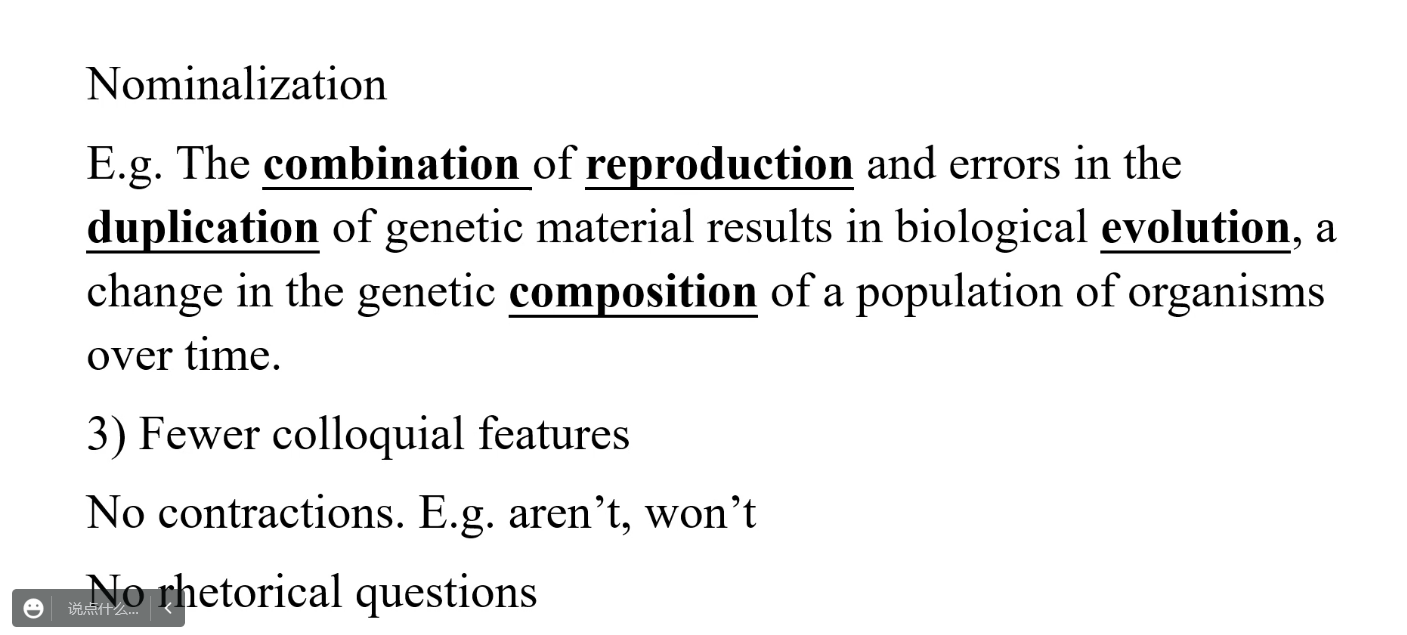 Nominalization
E.g. The combination of reproduction and errors in the
duplication of genetic material results in biological evolution, a
change in the genetic composition of a population of organisms
over time.
3) Fewer colloquial features
No contractions. E.g. aren’t, won’t
No rhetorical questions
说点什么...